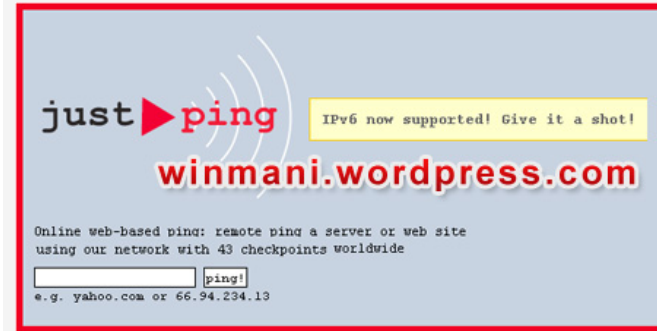 just ping
IPv6 now supported! Give it a shot!
winmani.wordpress.com
Online web-based ping: remote ping a server or web site
using our network with 43 checkpoints worldwide
ping!
e.g. yahoo.com or 66.94.234.13